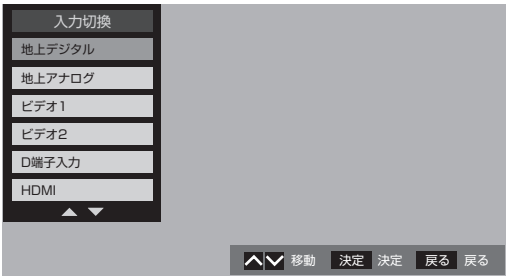 入力切換
地上デジタル
地上アナログ
ビデオ1
ビデオ2
D端子入力
HDMI
移動 決定 決定 戻る 戻る